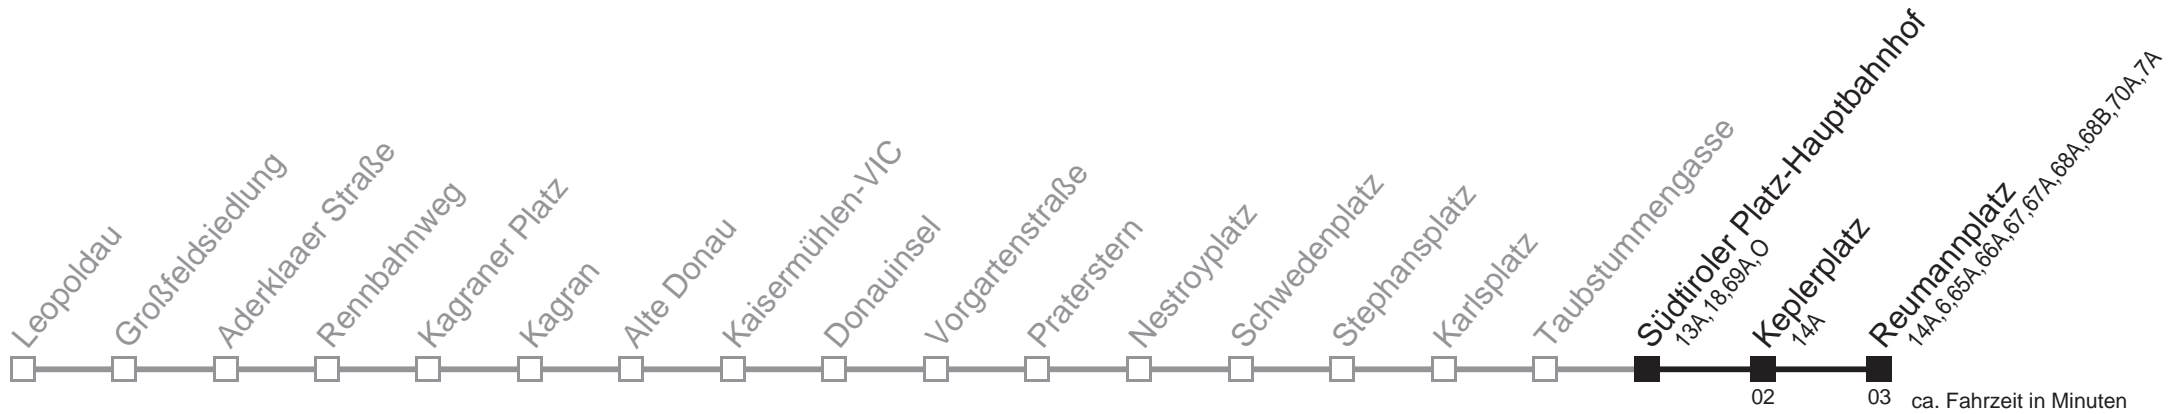 Leopoldau
Großfeldsiedlung
Aderklaaer Straße
Rennbahnweg
Kagraner Platz
Kagran
Alte Donau
Kaisermühlen-VIC
Donauinsel
Vorgartenstraße
Praterstern
Nestroyplatz
Schwedenplatz
Stephansplatz
Karlsplatz
Taubstummengasse
Südtiroler Platz-Hauptbahnhof
13A,18,69A,O
Keplerplatz
14A
Reumannplatz
14A,6,65A,66A,67,67A,68A,68B,70A,7A
02
03
ca. Fahrzeit in Minuten